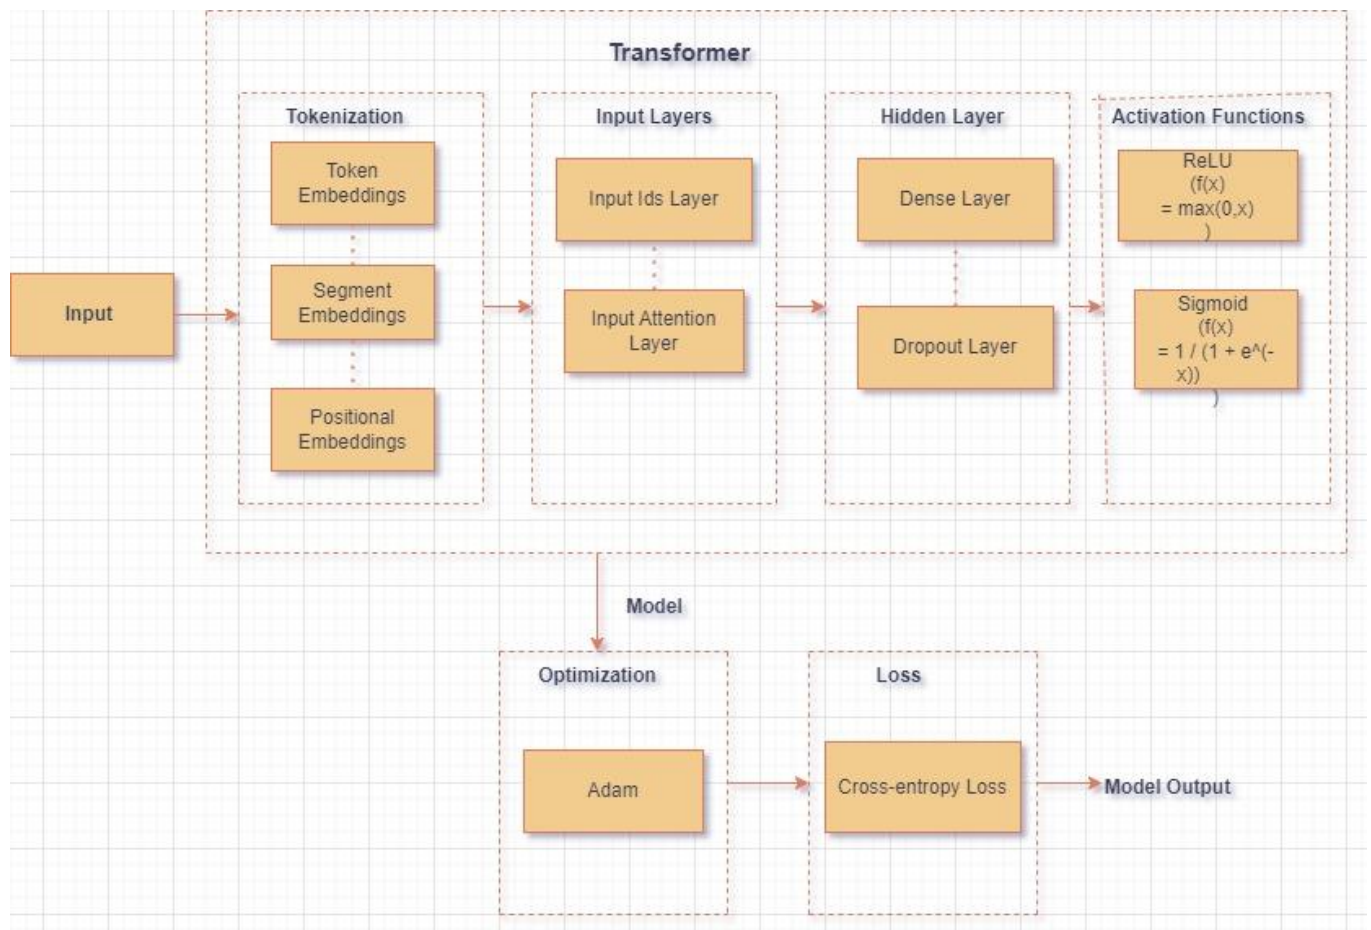 Transformer
Tokenization
Token
Embeddings
Segment
Embeddings
Positional
Embeddings
Input Layers
Input Ids Layer
Input Attention
Layer
Hidden Layer
Dense Layer
Dropout Layer
Activation Functions
ReLU
(f(x)
= max(0,x)
)
Sigmoid
(f(x)
= 1 / (1 + e^(-
x))
)
Input
Model
Optimization
Adam
Loss
Cross-entropy Loss
Model Output